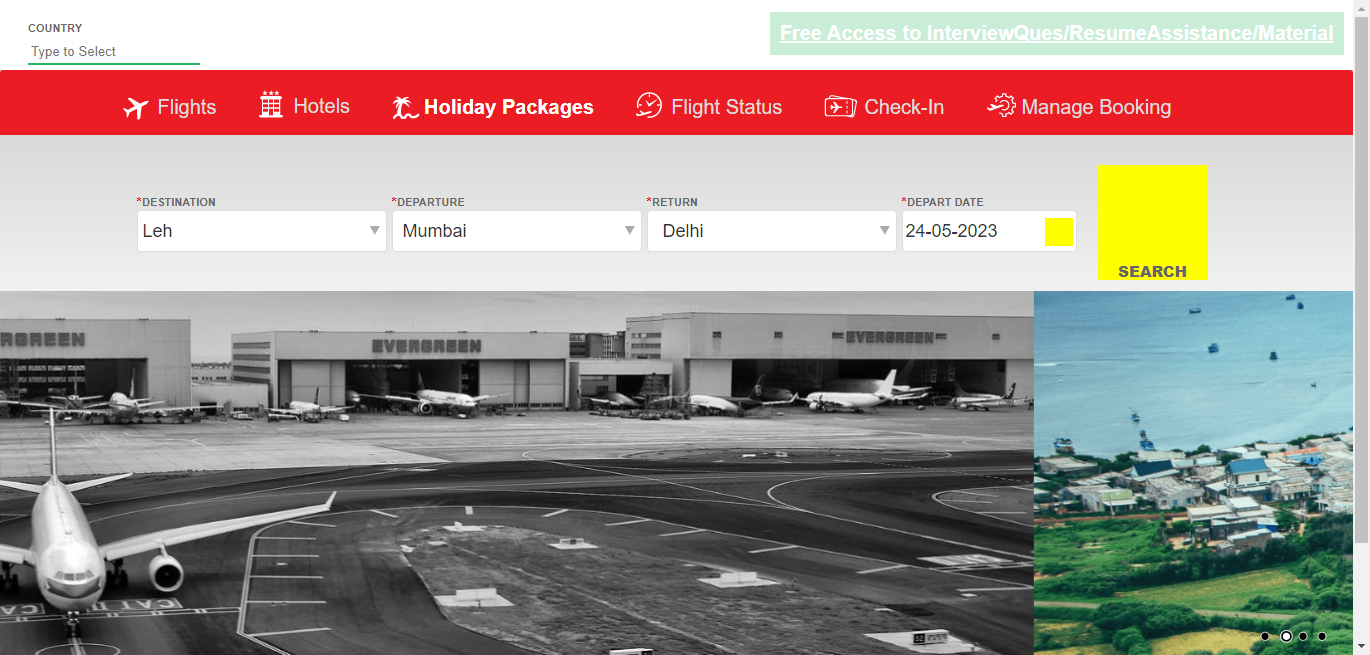 COUNTRY
Type to Select
Free Access to InterviewQues/ResumeAssistance/Material
Flights
Hotels
Holiday Packages
Flight Status
Check-In
Manage Booking
*DESTINATION
*DEPARTURE
*RETURN
*DEPART DATE
Leh
Mumbai
Delhi
24-05-2023
SEARCH
RGREEN
EVERGREEN
EVERGREEN